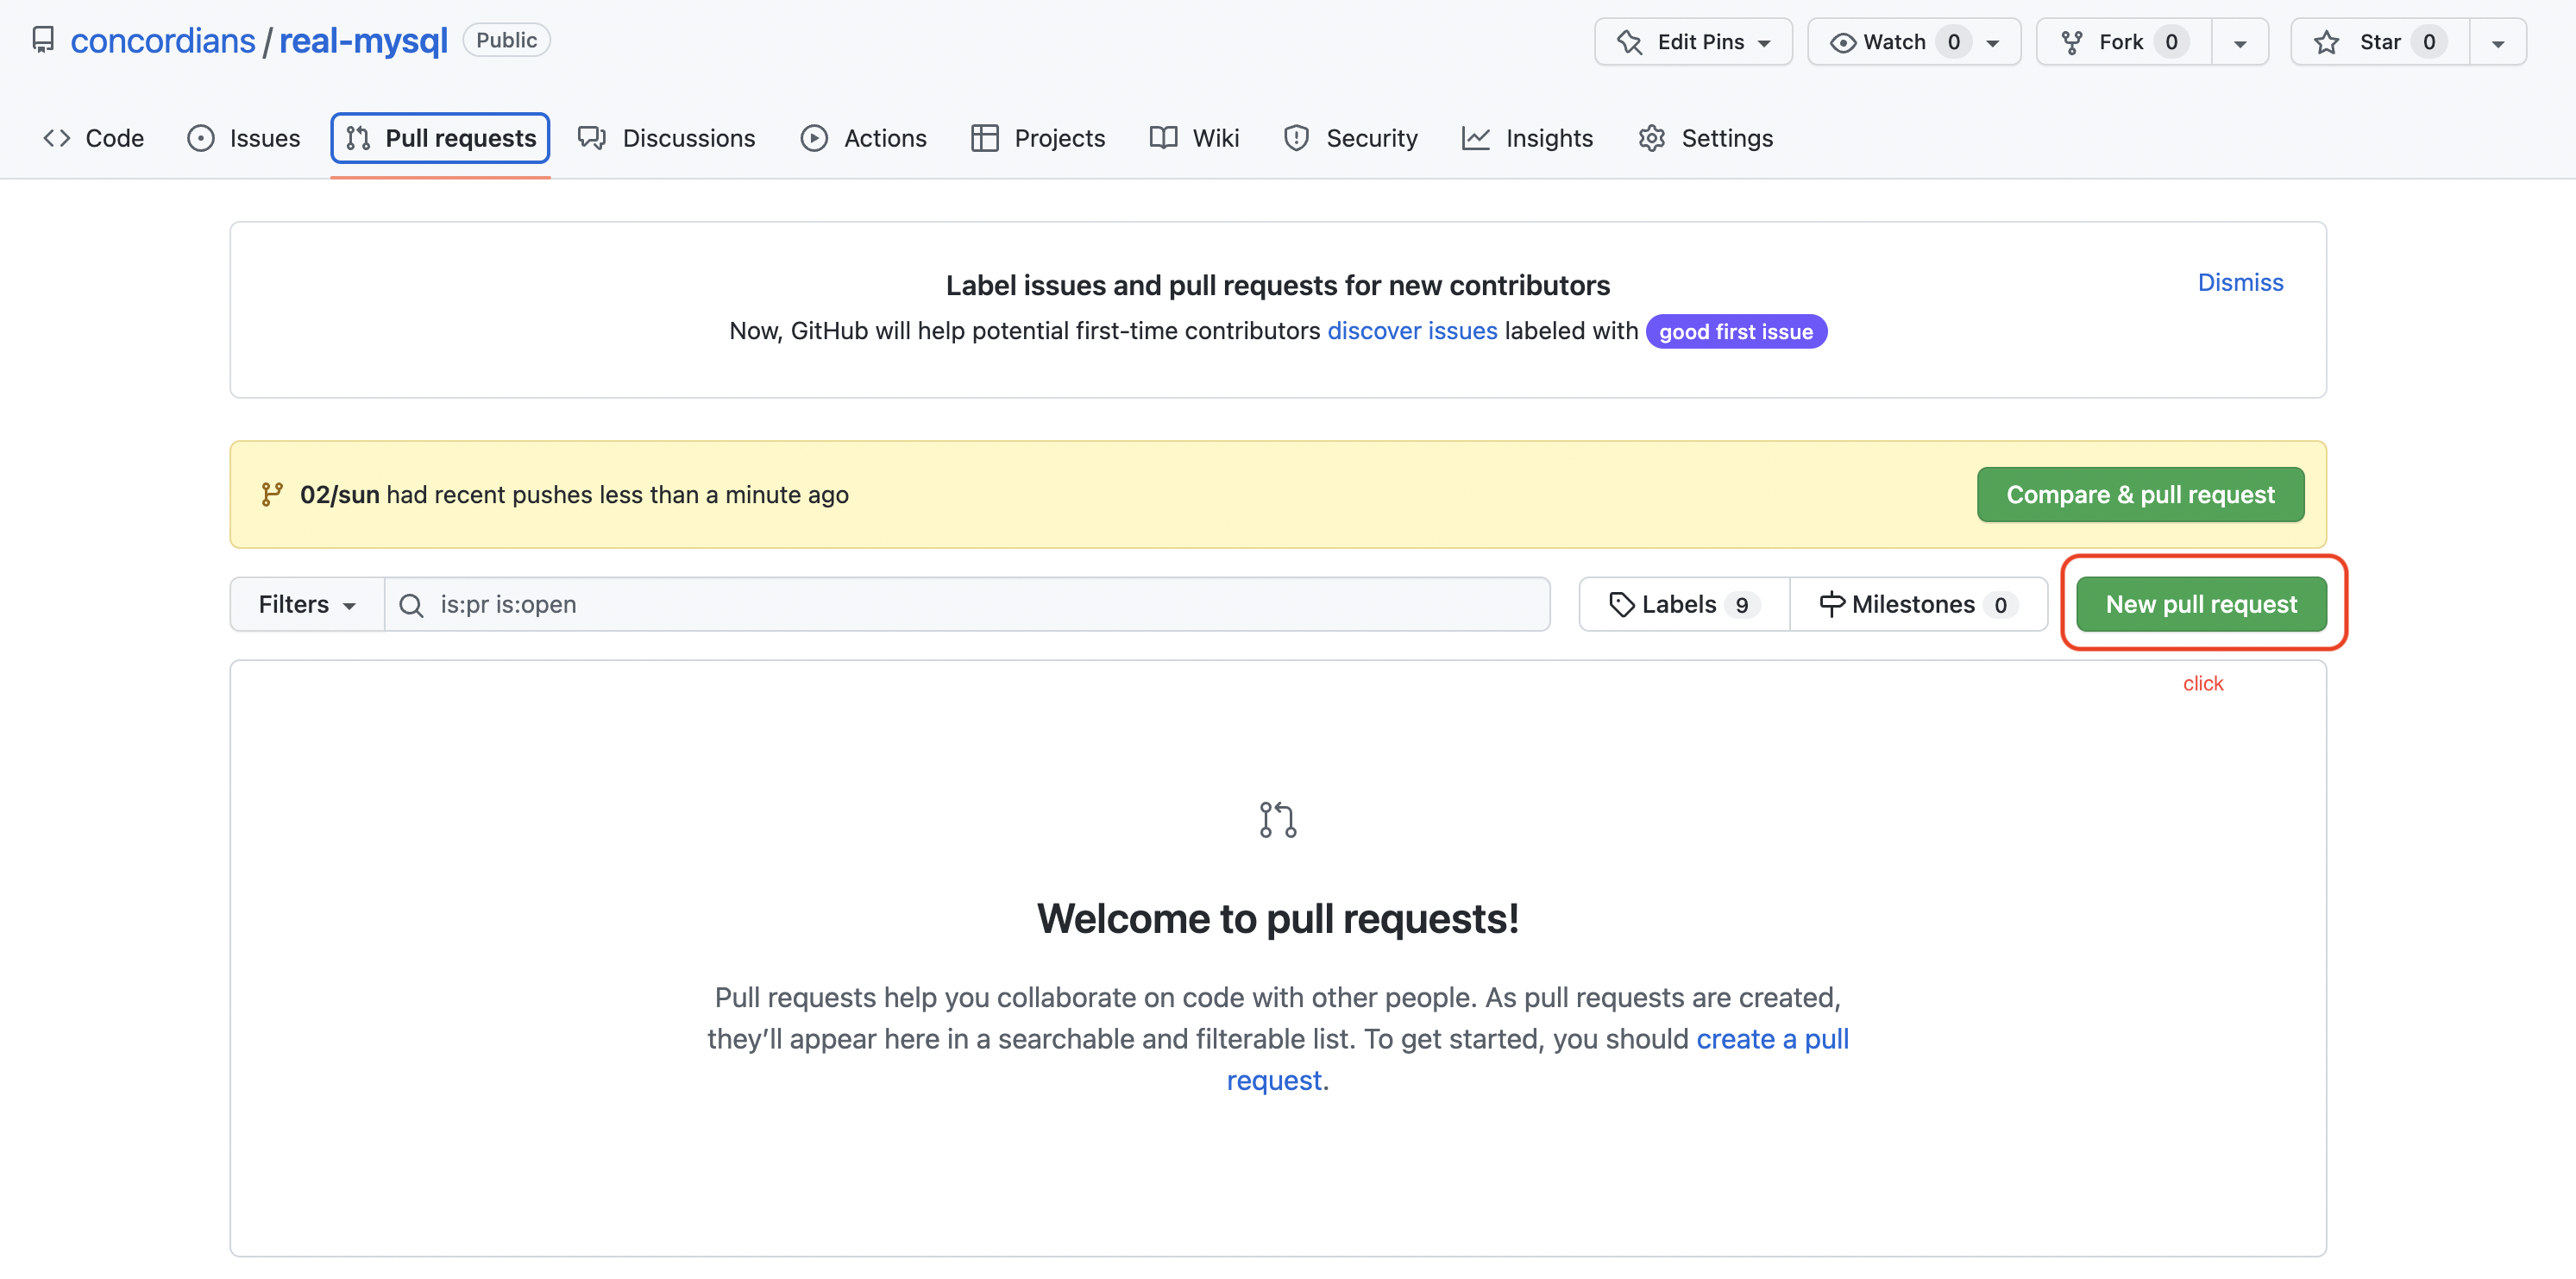 concordians / real-mysql Public Edit Pins Watch 0 Fork 0 Star 0
Code Issues Pull requests Discussions Actions Projects Wiki Security Insights Settings
Label issues and pull requests for new contributors
Dismiss
Now, GitHub will help potential first-time contributors discover issues labeled with good first issue
02/sun had recent pushes less than a minute ago Compare & pull request
Filters is:pr is:open Labels 9 Milestones 0 New pull request
click
Welcome to pull requests!
Pull requests help you collaborate on code with other people. As pull requests are created,
they’ll appear here in a searchable and filterable list. To get started, you should create a pull
request.